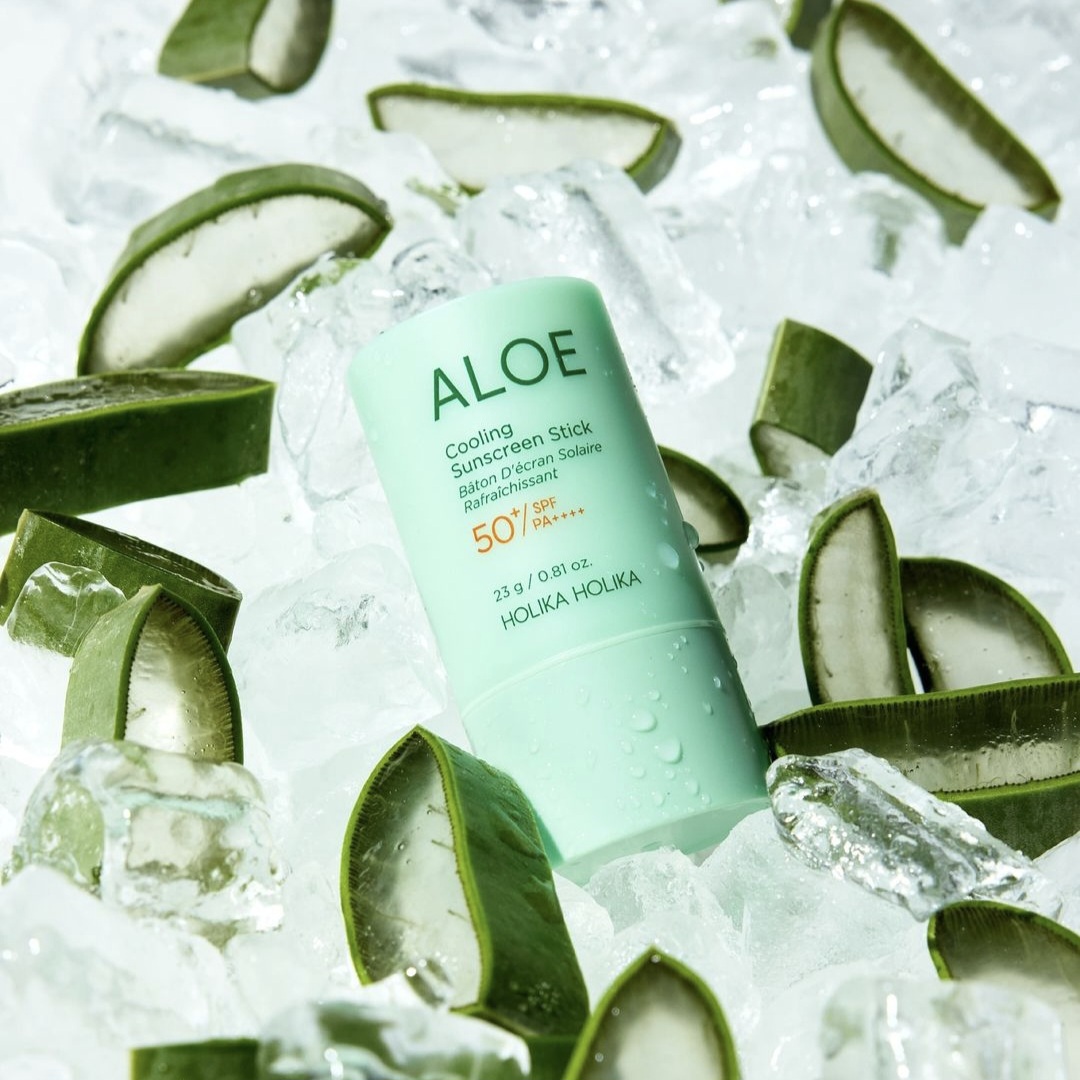 ALOE
Cooling
Sunscreen Stick
Bâton D'écran Solaire
Rafraîchissant
50+/SPF
PA++++
23 g / 0.81 oz.
HOLIKA HOLIKA